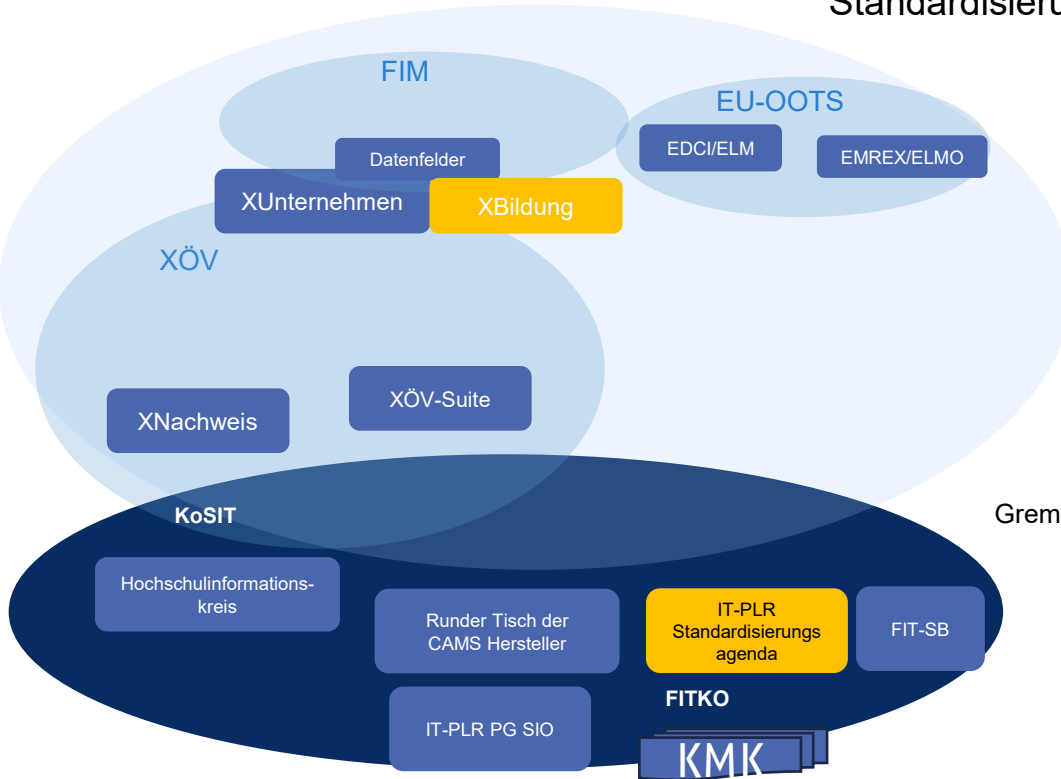 Standardisieru
FIM
EU-OOTS
EDCI/ELM
EMREX/ELMO
Datenfelder
XUnternehmen
XBildung
XÖV
XÖV-Suite
XNachweis
KoSIT
Grem
Hochschulinformations-
kreis
Runder Tisch der
CAMS Hersteller
IT-PLR
Standardisierungs
agenda
FIT-SB
FITKO
IT-PLR PG SIO
KMK